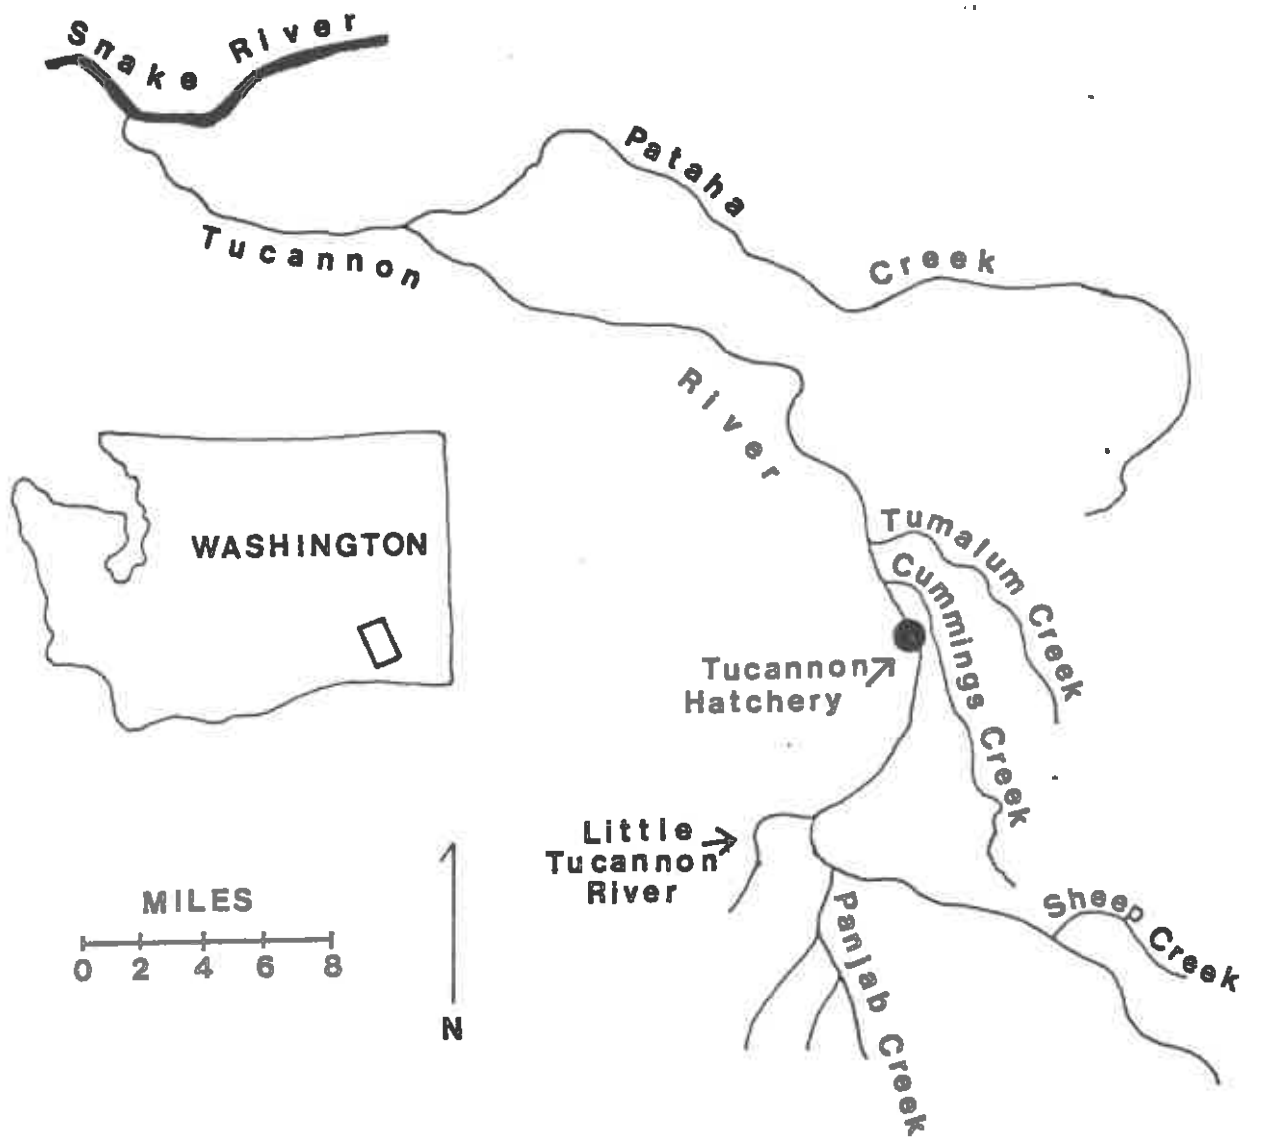 Snake River
Pataha Creek
Tucannon River
WASHINGTON
Tumalum Creek
Cummings Creek
Tucannon
Hatchery
Little
Tucannon
River
MILES
0 2 4 6 8
N
Sheep Creek
Panjab Creek